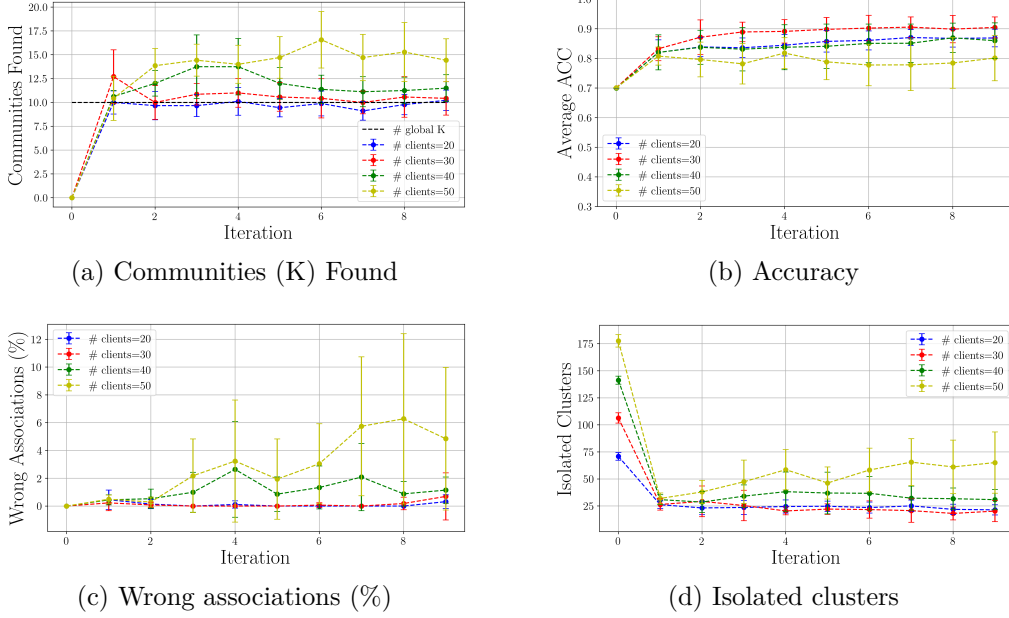 20.0
17.5
15.0
12.5
10.0
7.5
5.0
2.5
0.0
Communities Found
0 2 4 6 8
Iteration
# global K
# clients=20
# clients=30
# clients=40
# clients=50
(a) Communities (K) Found
0.9
0.8
0.7
0.6
0.5
0.4
0.3
Average ACC
0 2 4 6 8
Iteration
# clients=20
# clients=30
# clients=40
# clients=50
(b) Accuracy
12
10
8
6
4
2
0
Wrong Associations (%)
0 2 4 6 8
Iteration
# clients=20
# clients=30
# clients=40
# clients=50
(c) Wrong associations (%)
175
150
125
100
75
50
25
Isolated Clusters
0 2 4 6 8
Iteration
# clients=20
# clients=30
# clients=40
# clients=50
(d) Isolated clusters